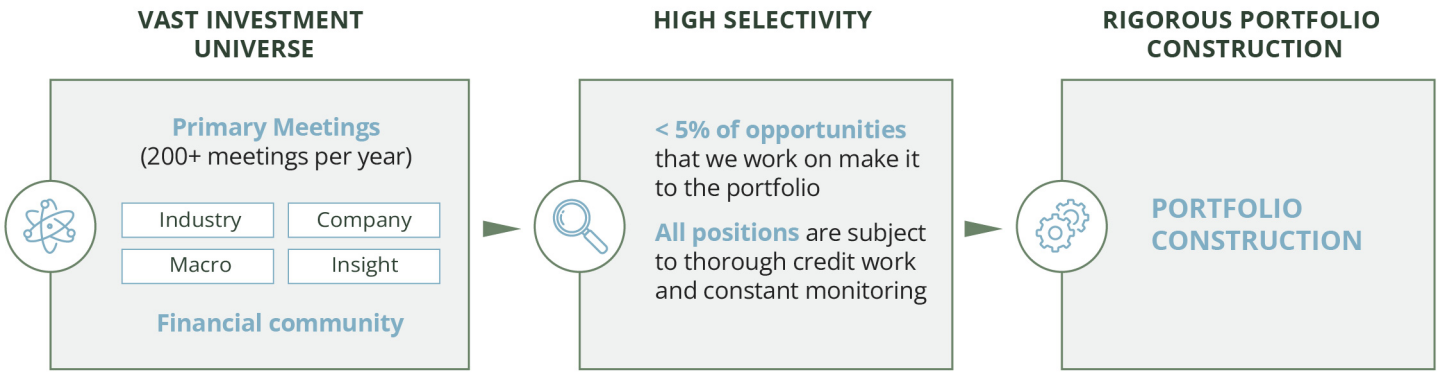 VAST INVESTMENT
UNIVERSE
Primary Meetings
(200+ meetings per year)
Industry
Company
Macro
Insight
Financial community
HIGH SELECTIVITY
< 5% of opportunities
that we work on make it
to the portfolio
All positions are subject
to thorough credit work
and constant monitoring
RIGOROUS PORTFOLIO
CONSTRUCTION
PORTFOLIO
CONSTRUCTION